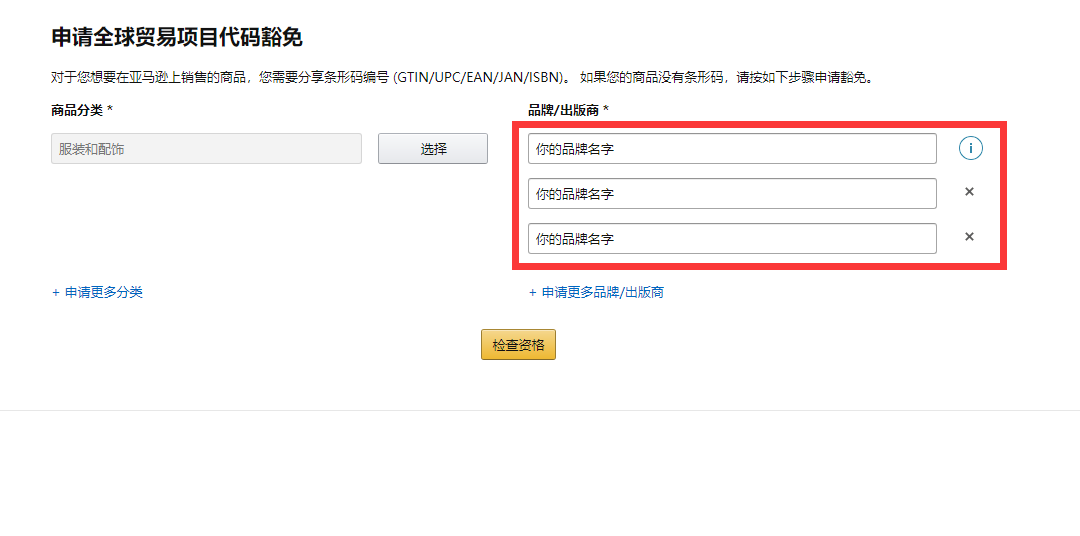 申请全球贸易项目代码豁免
对于您想要在亚马逊上销售的商品，您需要分享条形码编号 (GTIN/UPC/EAN/JAN/ISBN)。 如果您的商品没有条形码，请按如下步骤申请豁免。
商品分类 *
品牌/出版商 *
服装和配饰
选择
你的品牌名字
i
你的品牌名字
×
你的品牌名字
×
+ 申请更多分类
+ 申请更多品牌/出版商
检查资格